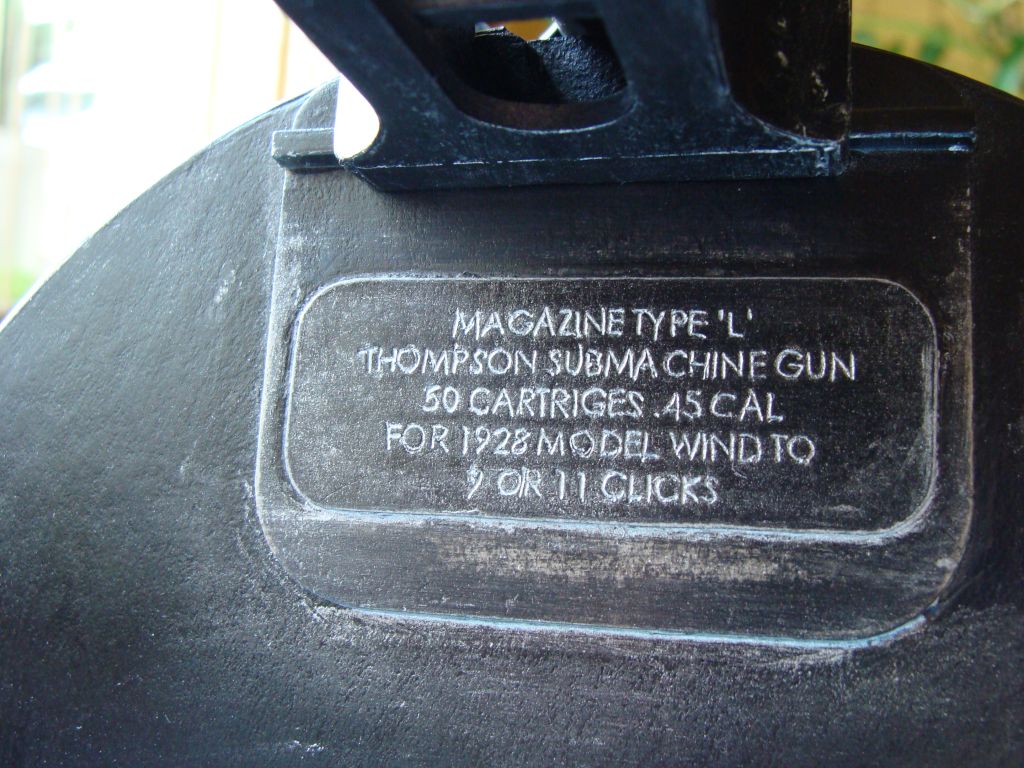 MAGAZINE TYPE 'L'
THOMPSON SUBMACHINE GUN
50 CARTRIGES .45 CAL
FOR 1928 MODEL WIND TO
9 OR 11 CLICKS